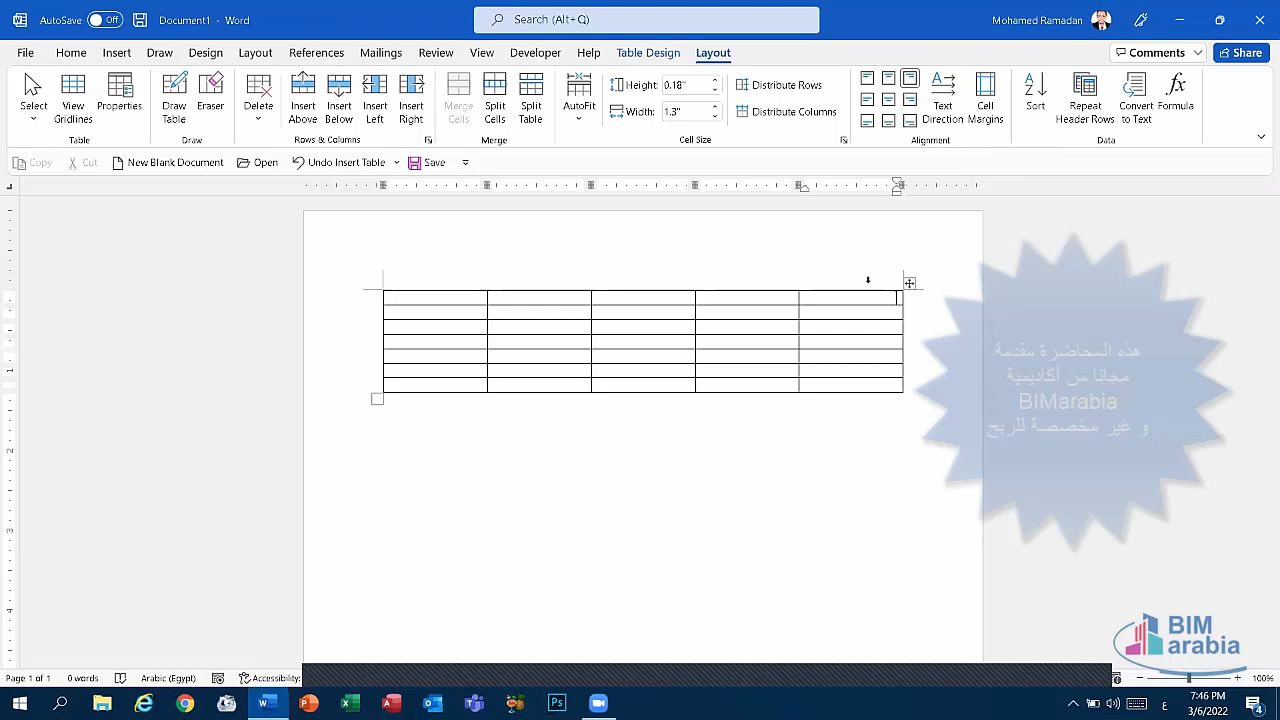 AutoSave Off Document1 - Word Search (Alt+Q) Mohamed Ramadan
File Home Insert Draw Design Layout References Mailings Review View Developer Help Table Design Layout Comments Share
Select View Gridlines Properties Draw Table Eraser Delete Insert Above Insert Below Insert Left Insert Right Merge Cells Split Cells Split Table AutoFit Height: 0.18" Width: 1.3" Distribute Rows Distribute Columns Text Direction Cell Margins Sort Repeat Header Rows Convert to Text Formula
Table Draw Rows & Columns Merge Cell Size Alignment Data
Copy Cut New Blank Document Open Undo Insert Table Save
هذه المحاضرة مقدمة
مجانا من أكاديمية
BIMarabia
و غير مخصصة للربح
BIM
arabia
Page 1 of 1 0 words Arabic (Egypt) Accessibility: 100%
7:46 PM
3/6/2022